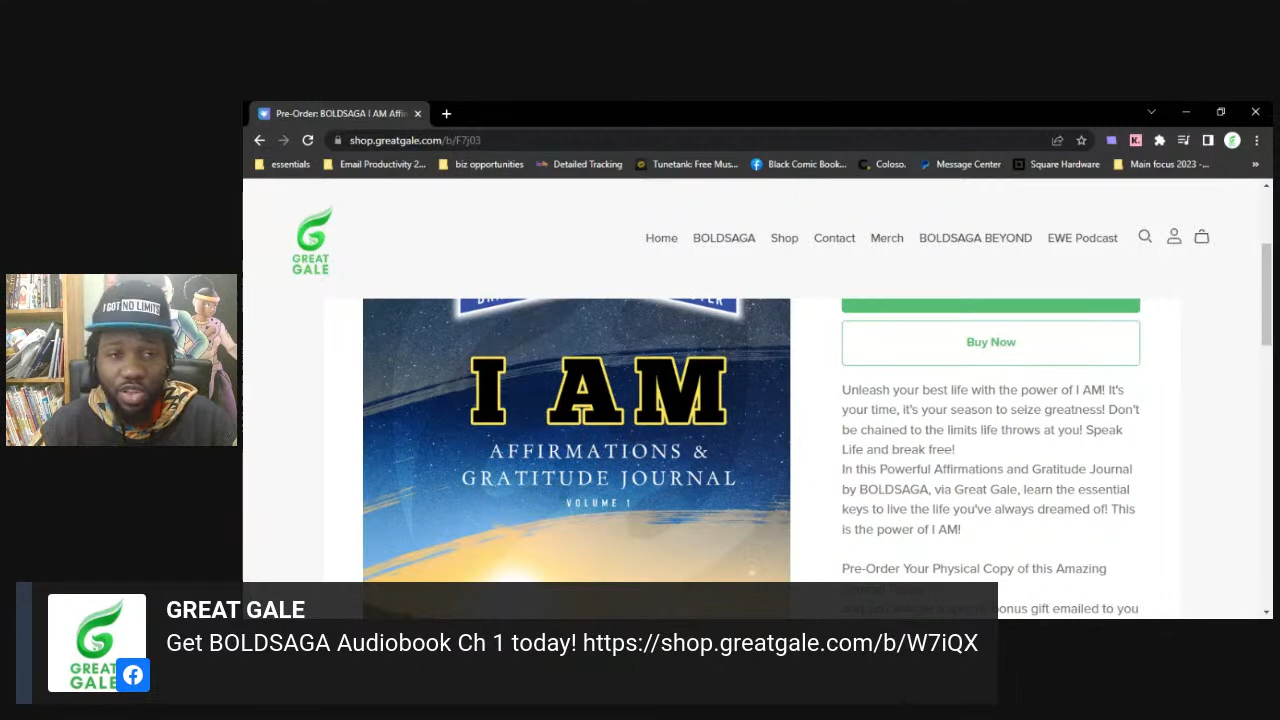 Pre-Order: BOLDSAGA I AM Affi
shop.greatgale.com/b/F7j03
essentials
Email Productivity 2...
biz opportunities
Detailed Tracking
Tunetank: Free Mus...
Black Comic Book...
Coloso.
Message Center
Square Hardware
Main focus 2023 -...
GREAT
GALE
Home
BOLDSAGA
Shop
Contact
Merch
BOLDSAGA BEYOND
EWE Podcast
I GOT NO LIMITS
I AM
AFFIRMATIONS &
GRATITUDE JOURNAL
VOLUME 1
Buy Now
Unleash your best life with the power of I AM! It's
your time, it's your season to seize greatness! Don't
be chained to the limits life throws at you! Speak
Life and break free!
In this Powerful Affirmations and Gratitude Journal
by BOLDSAGA, via Great Gale, learn the essential
keys to live the life you've always dreamed of! This
is the power of I AM!
Pre-Order Your Physical Copy of this Amazing
bonus gift emailed to you
GREAT GALE
Get BOLDSAGA Audiobook Ch 1 today! https://shop.greatgale.com/b/W7iQX
GREAT
GALE